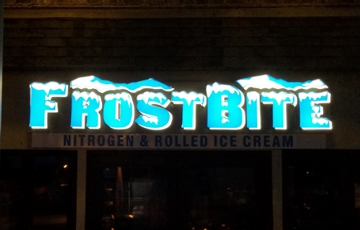 FROSTBITE
NITROGEN & ROLLED ICE CREAM